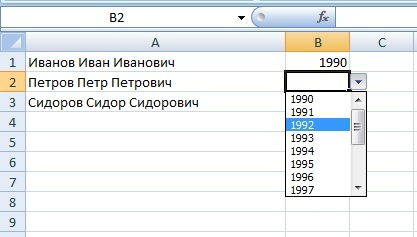 B2 fx
A B C
1 Иванов Иван Иванович 1990
2 Петров Петр Петрович
3 Сидоров Сидор Сидорович
4 1990
5 1991
1992
6 1993
1994
7 1995
8 1996
1997
9